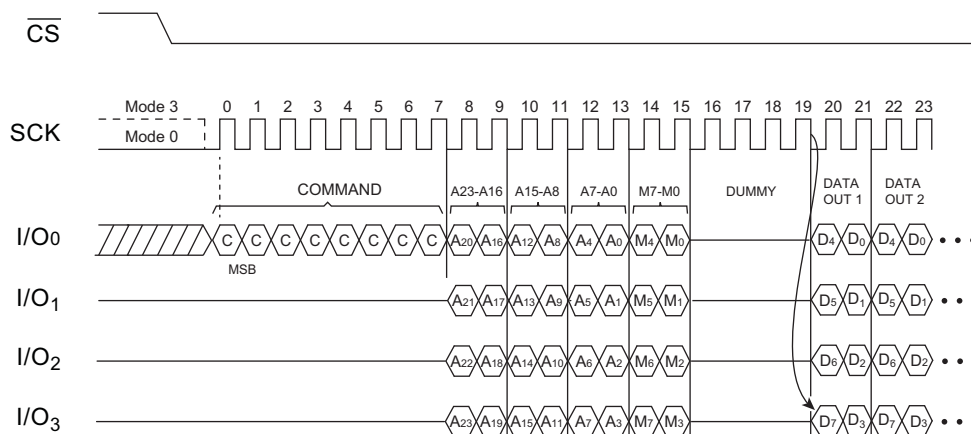 CS
Mode 3 0 1 2 3 4 5 6 7 8 9 10 11 12 13 14 15 16 17 18 19 20 21 22 23
SCK
Mode 0
COMMAND A23-A16 A15-A8 A7-A0 M7-M0 DUMMY DATA OUT 1 DATA OUT 2
I/O0 C C C C C C C C A20 A16 A12 A8 A4 A0 M4 M0 D4 D0 D4 D0 • • •
MSB
I/O1 A21 A17 A13 A9 A5 A1 M5 M1 D5 D1 D5 D1 • •
I/O2 A22 A18 A14 A10 A6 A2 M6 M2 D6 D2 D6 D2 • •
I/O3 A23 A19 A15 A11 A7 A3 M7 M3 D7 D3 D7 D3 • •